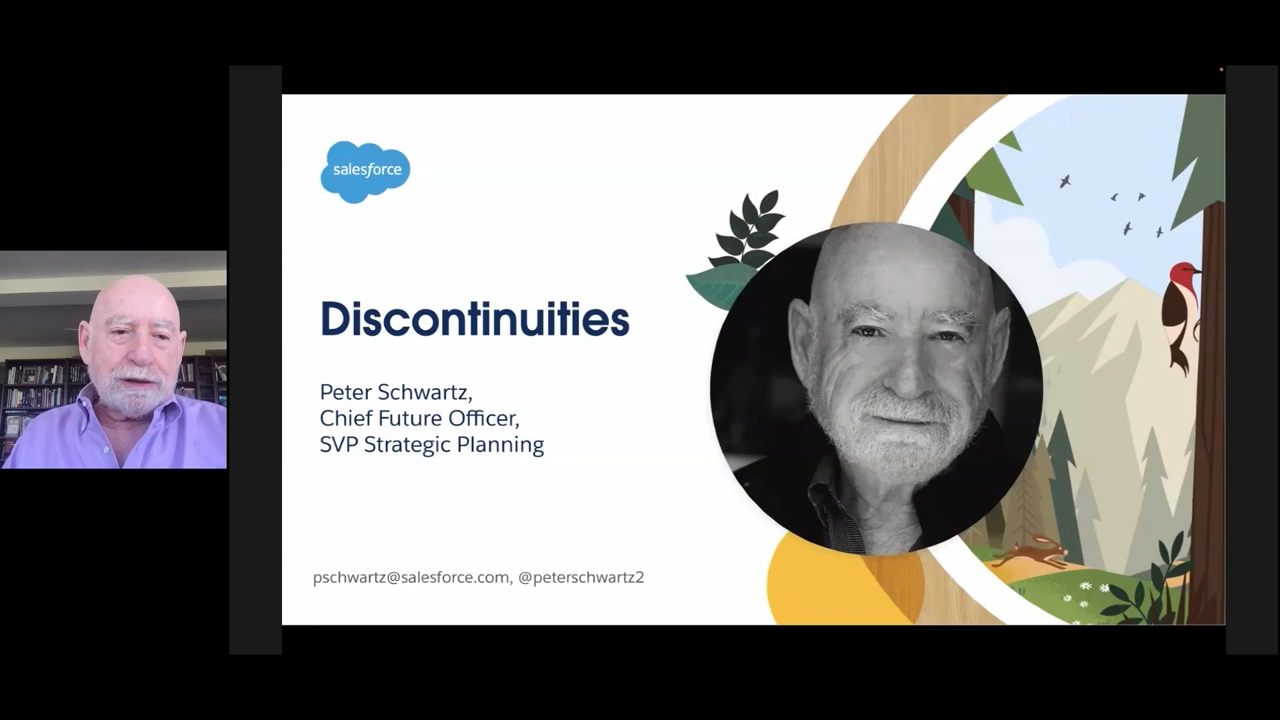 salesforce
Discontinuities
Peter Schwartz,
Chief Future Officer,
SVP Strategic Planning
pschwartz@salesforce.com, @peterschwartz2